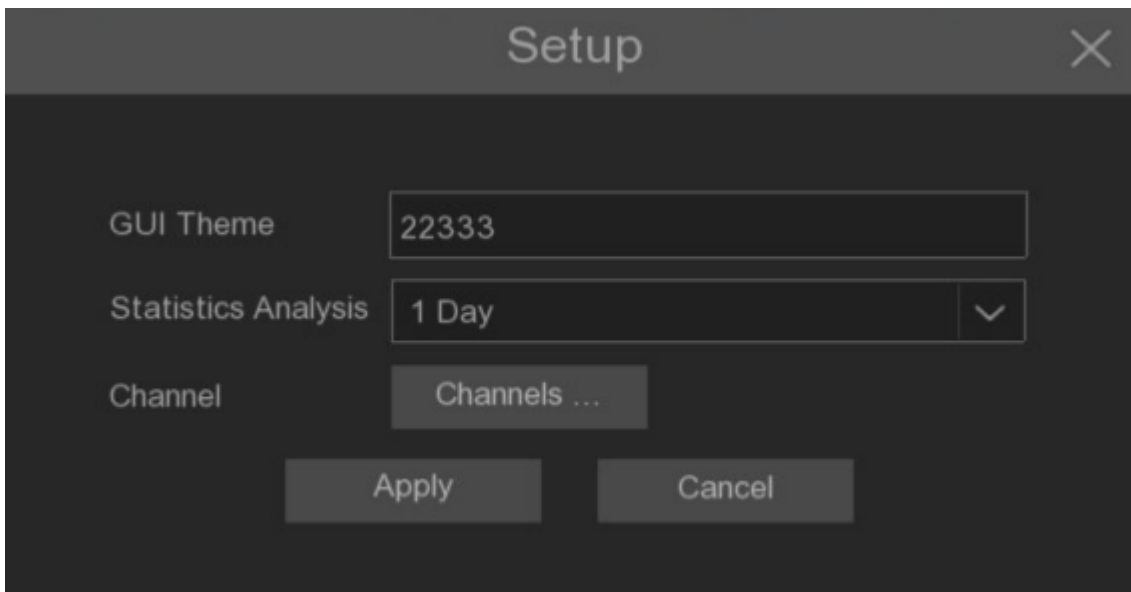 Setup
GUI Theme 22333
Statistics Analysis 1 Day
Channel Channels ...
Apply Cancel